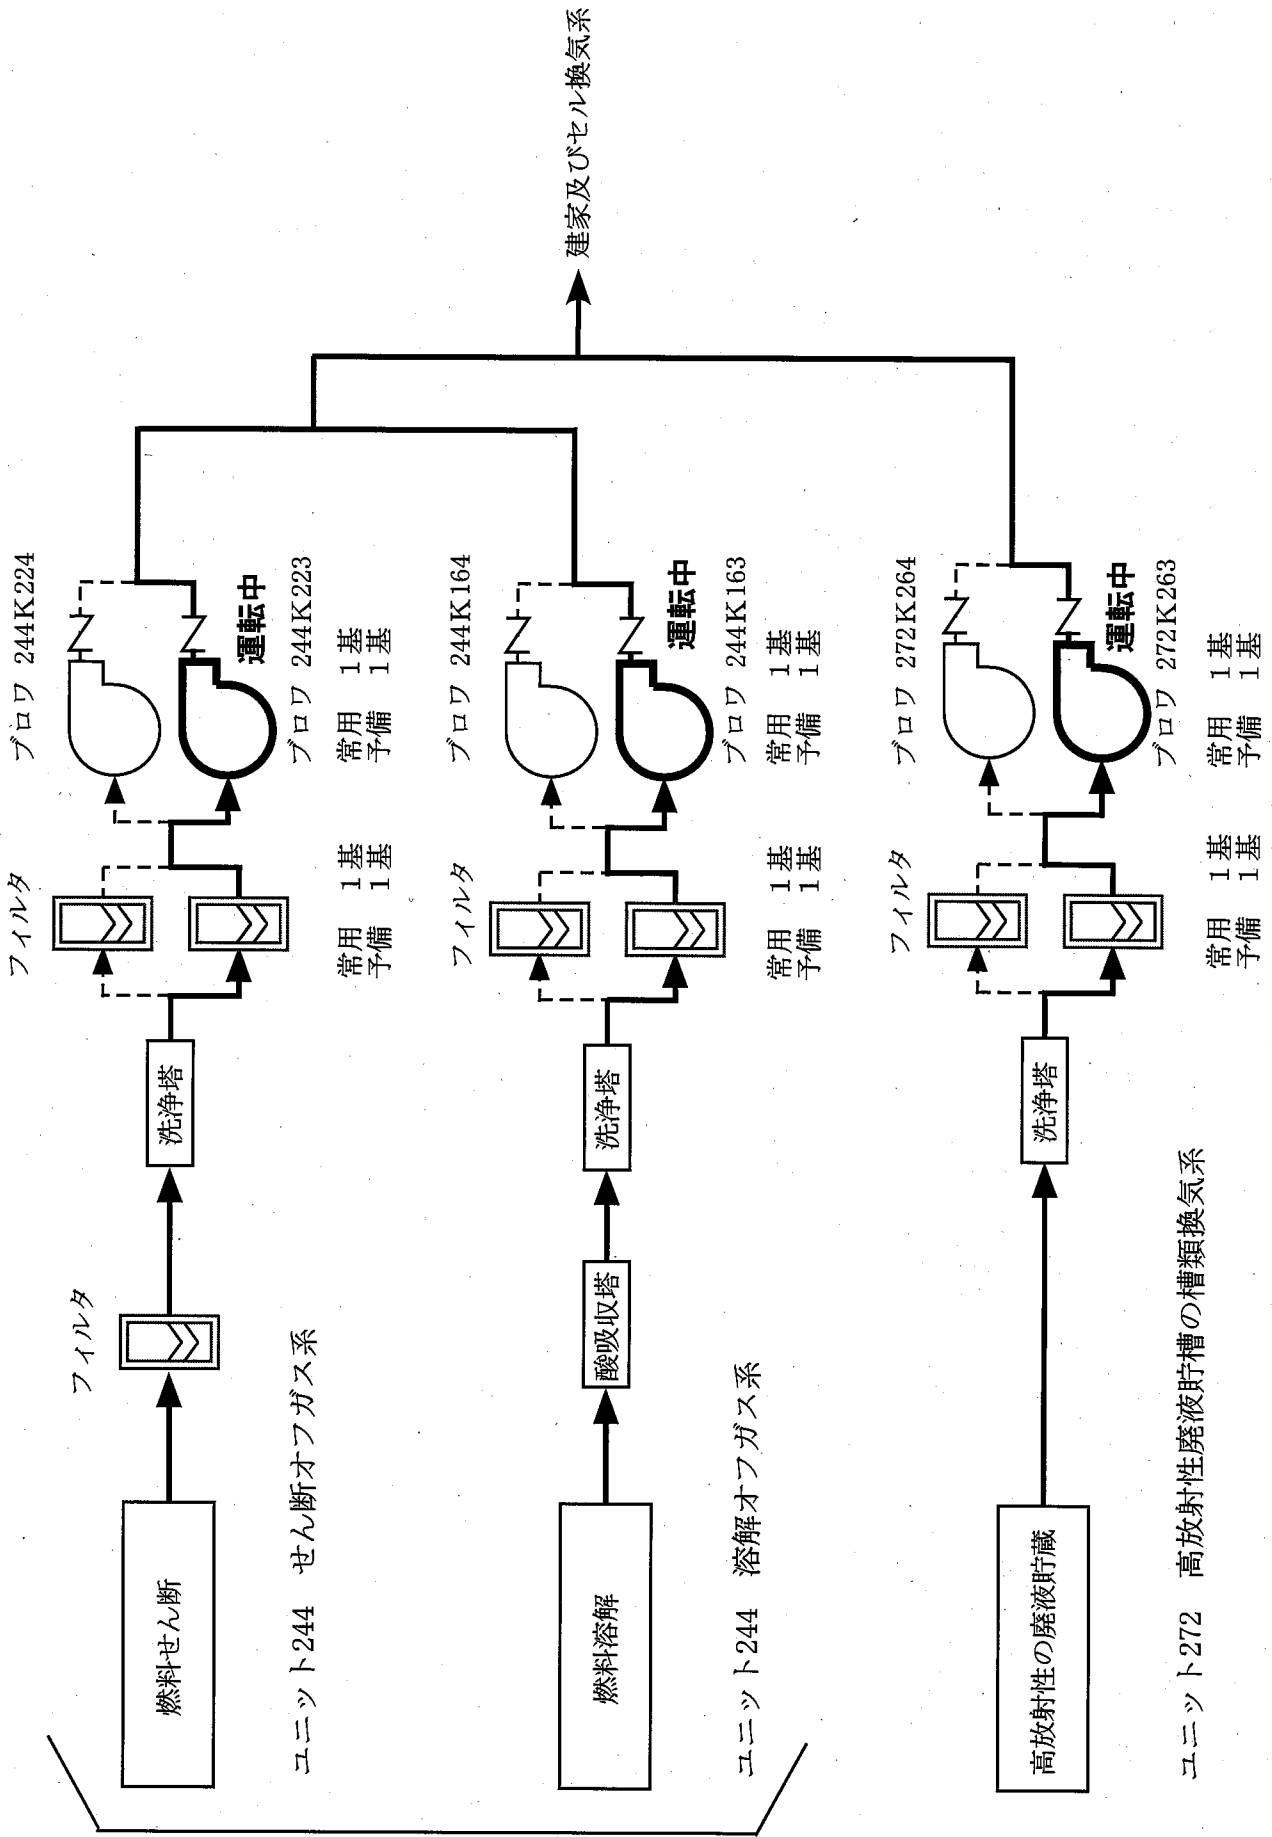 フィルタ
フィルタ
ブロワ 244K224
燃料せん断
洗浄塔
運転中
ブロワ 244K223
常用 1基
予備 1基
常用 1基
予備 1基
ユニット244 せん断オフガス系
フィルタ
ブロワ 244K164
燃料溶解
酸吸収塔
洗浄塔
運転中
ブロワ 244K163
常用 1基
予備 1基
常用 1基
予備 1基
ユニット244 溶解オフガス系
建家及びセル換気系
フィルタ
ブロワ 272K264
高放射性の廃液貯蔵
洗浄塔
運転中
ブロワ 272K263
常用 1基
予備 1基
常用 1基
予備 1基
ユニット272 高放射性廃液貯槽の槽類換気系